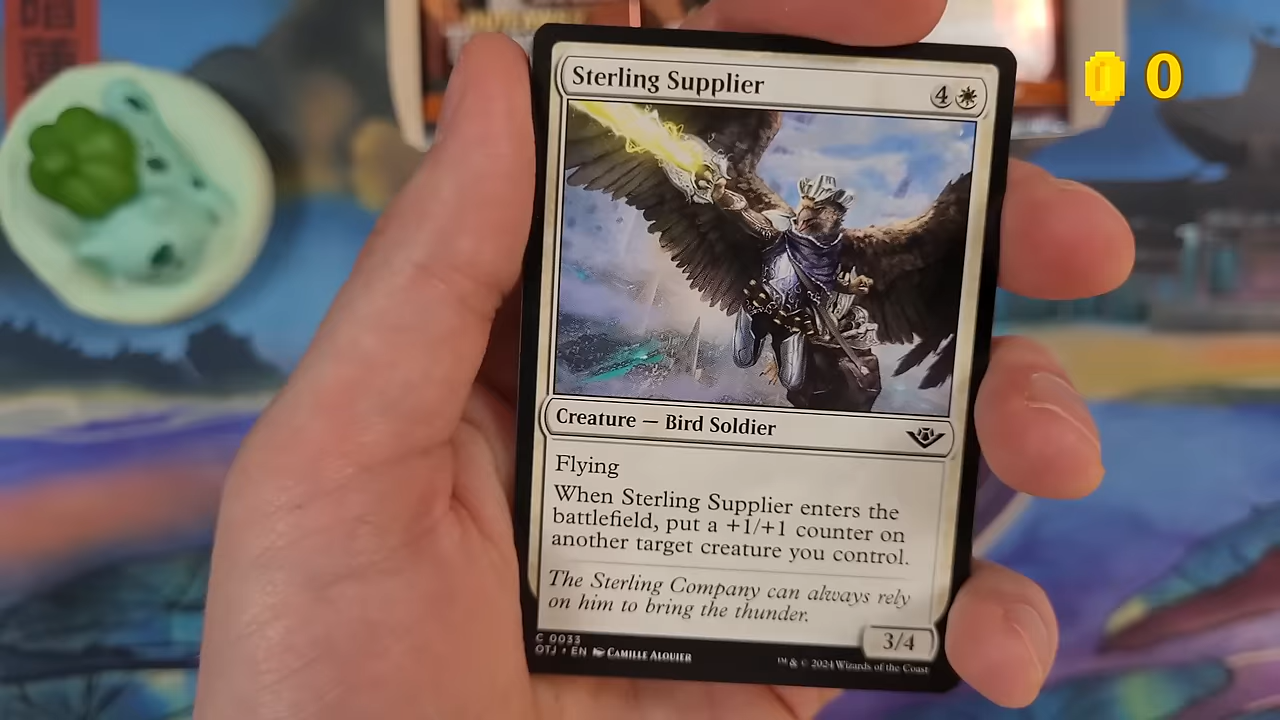 Sterling Supplier
4
0
Creature — Bird Soldier
Flying
When Sterling Supplier enters the
battlefield, put a +1/+1 counter on
another target creature you control.
The Sterling Company can always rely
on him to bring the thunder.
3/4
C 0033
OTJ • EN CAMILLE ALQUIER
™ & © 2024 Wizards of the Coast